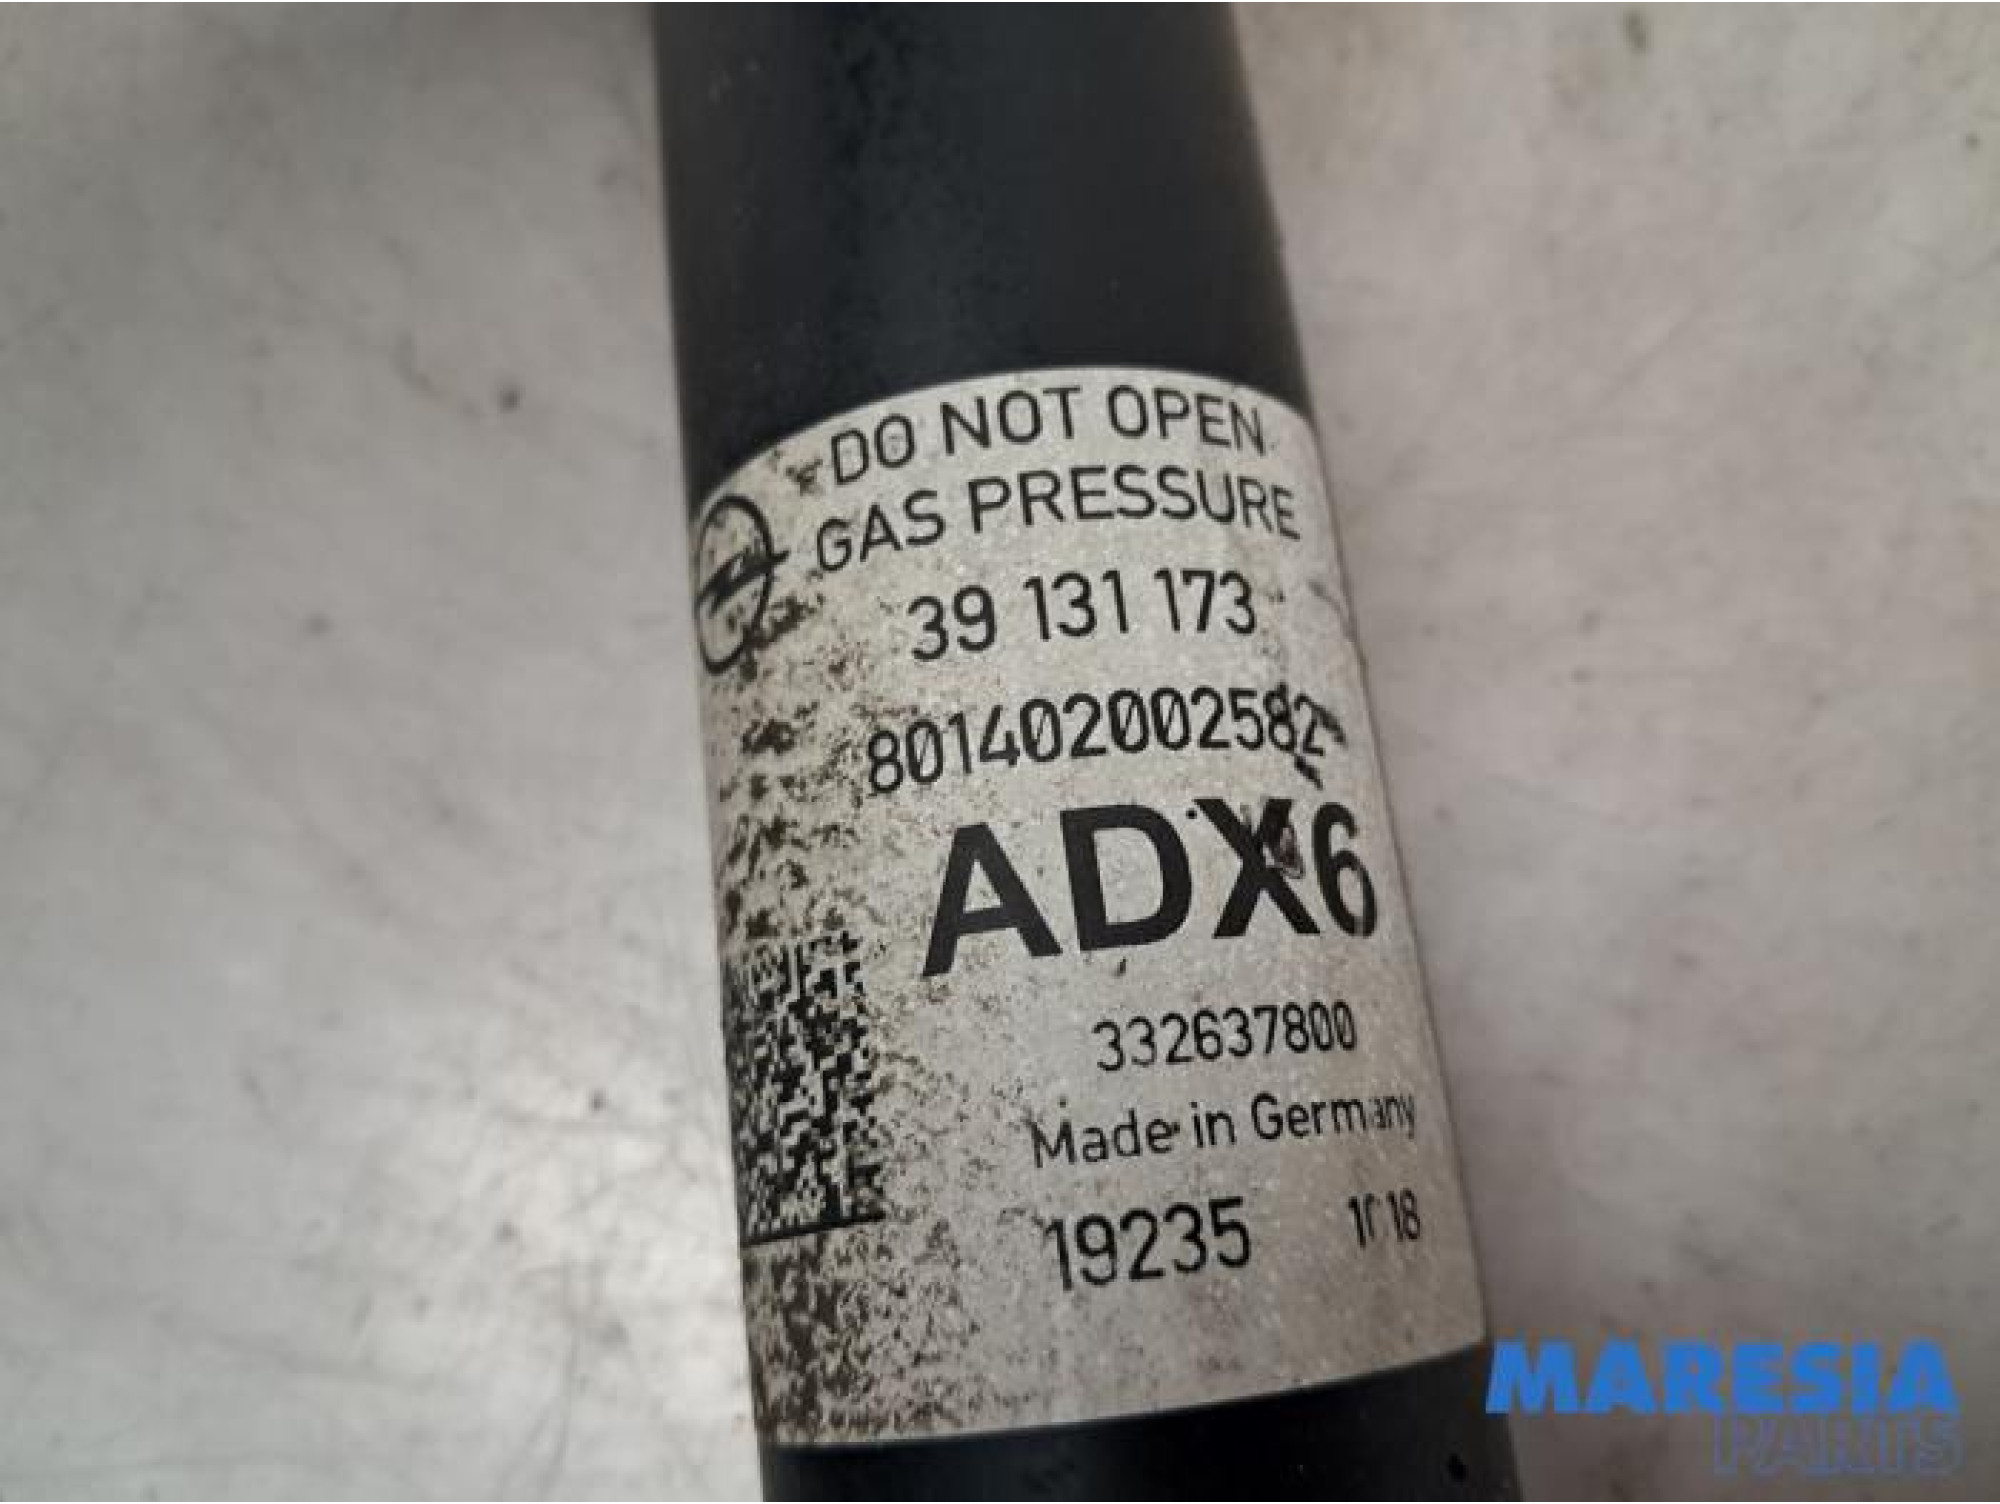 DO NOT OPEN
GAS PRESSURE
39 131 173
801402002582
ADX6
332637800
Made in Germany
19235
MARESIA
PARTS